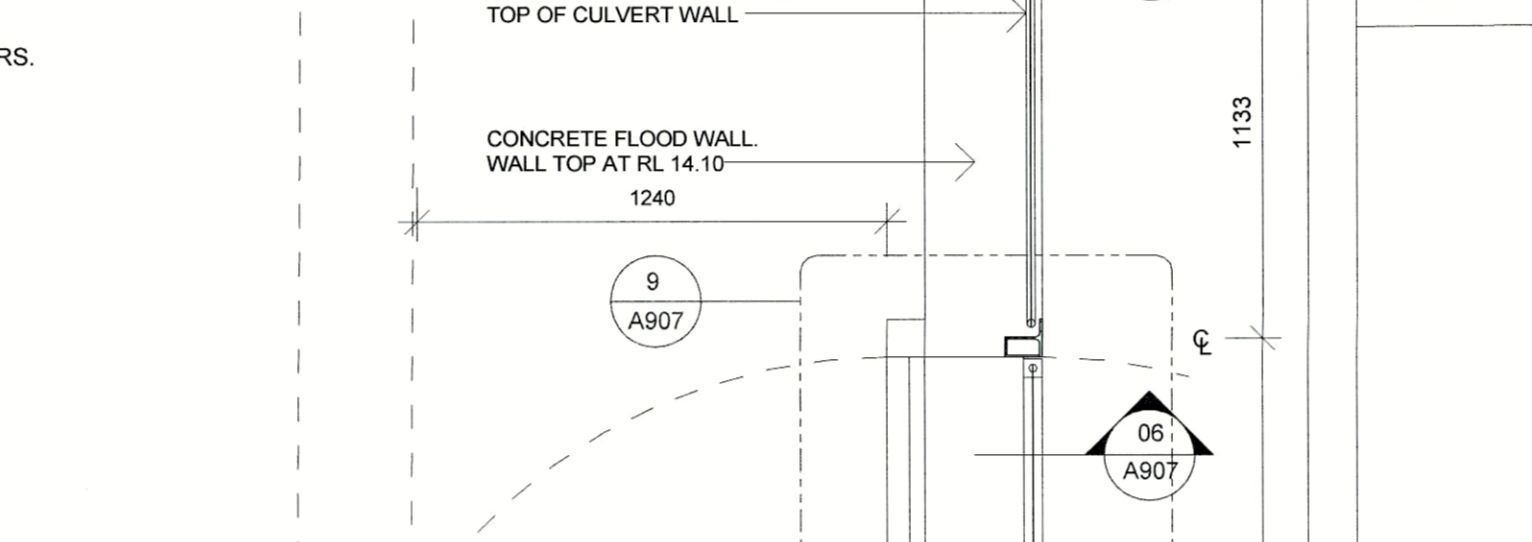 TOP OF CULVERT WALL
RS.
CONCRETE FLOOD WALL.
WALL TOP AT RL 14.10
1240
1133
9
A907
℄
06
A907